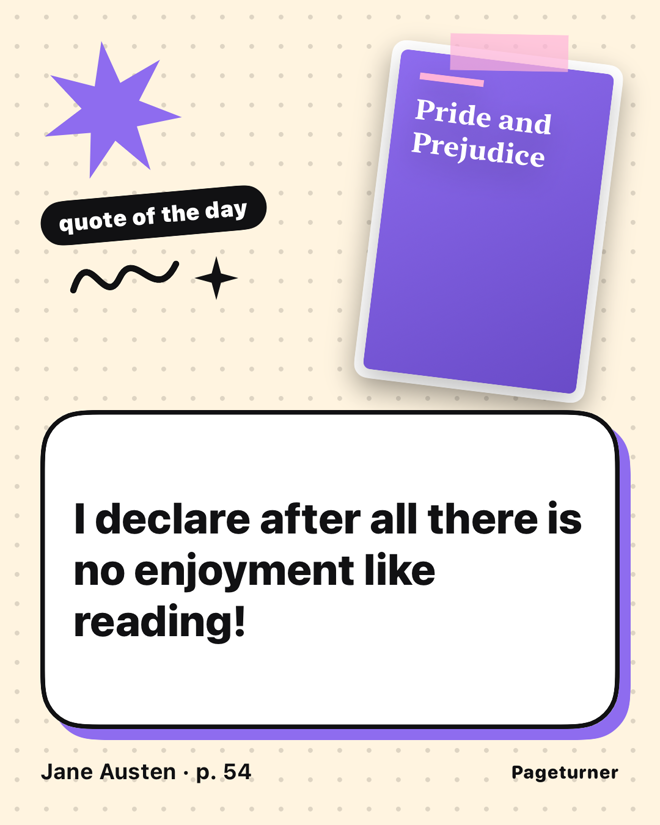 quote of the day
Pride and
Prejudice
I declare after all there is
no enjoyment like
reading!
Jane Austen · p. 54
Pageturner